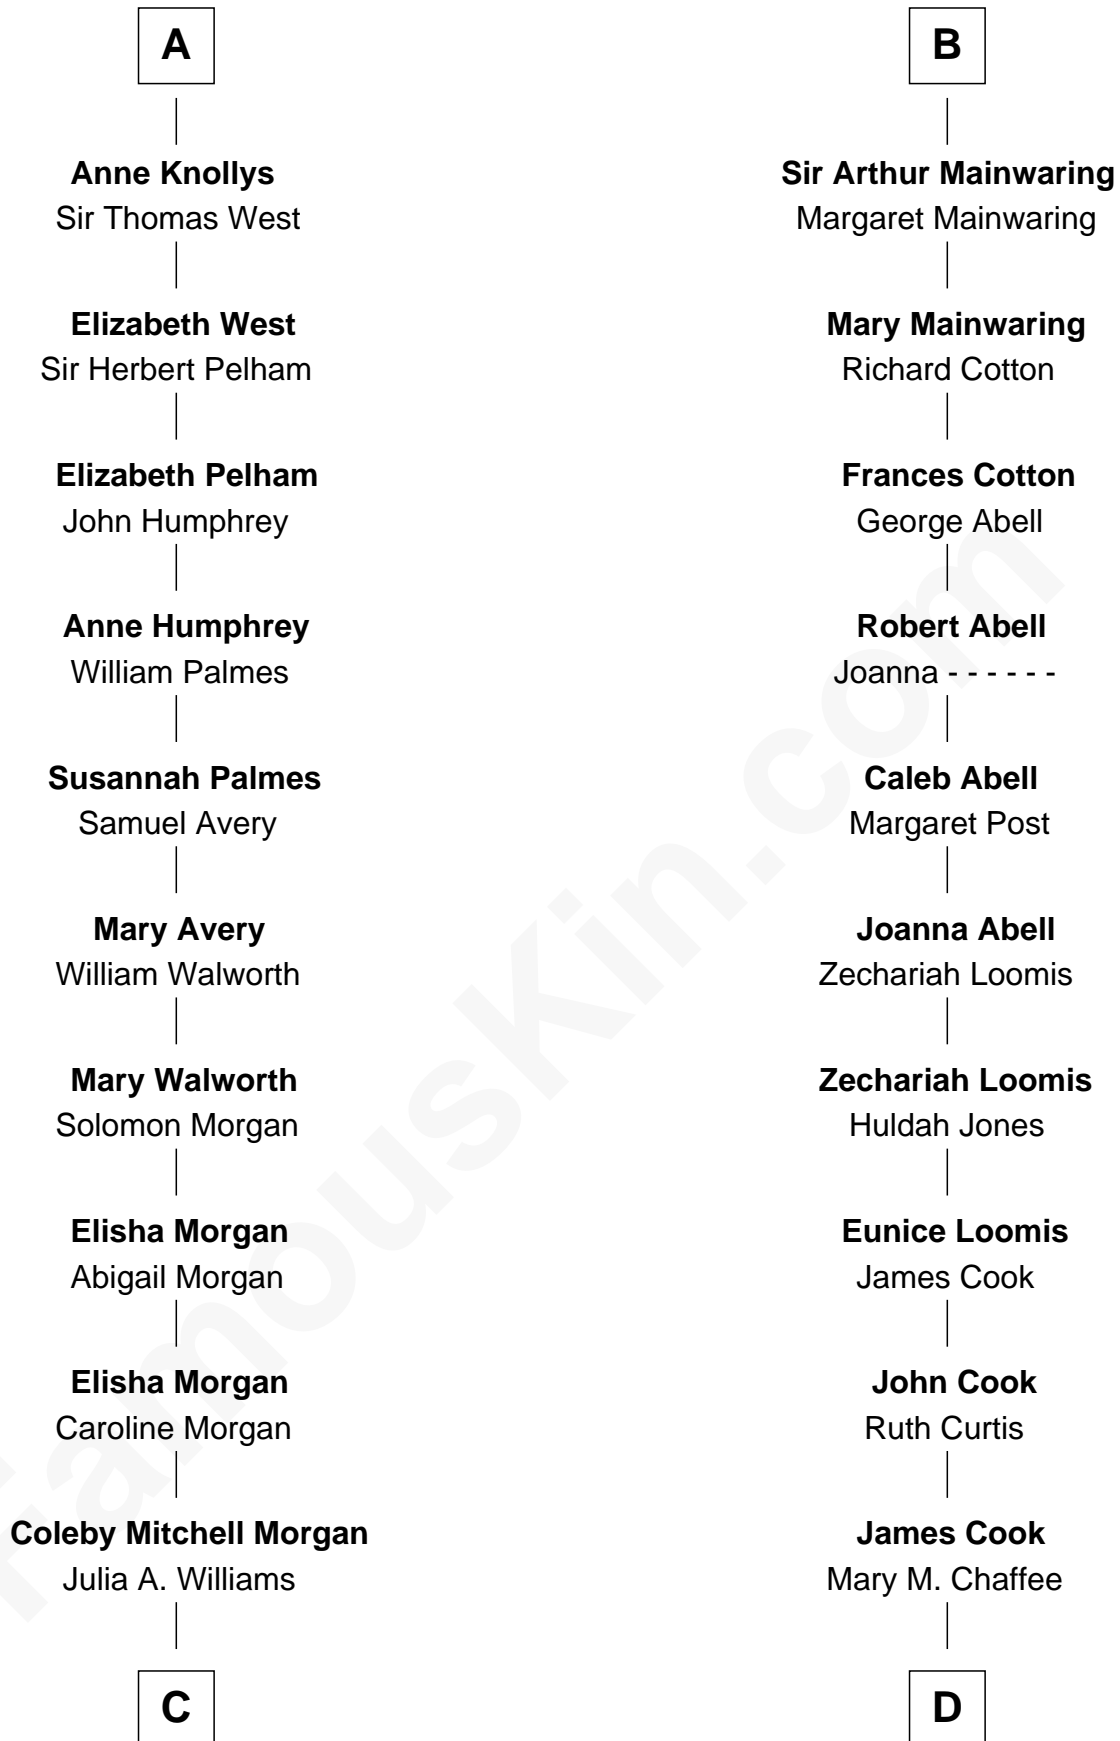 A
Anne Knollys
Sir Thomas West
Elizabeth West
Sir Herbert Pelham
Elizabeth Pelham
John Humphrey
Anne Humphrey
William Palmes
Susannah Palmes
Samuel Avery
Mary Avery
William Walworth
Mary Walworth
Solomon Morgan
Elisha Morgan
Abigail Morgan
Elisha Morgan
Caroline Morgan
Coleby Mitchell Morgan
Julia A. Williams
C
B
Sir Arthur Mainwaring
Margaret Mainwaring
Mary Mainwaring
Richard Cotton
Frances Cotton
George Abell
Robert Abell
Joanna - - - - - -
Caleb Abell
Margaret Post
Joanna Abell
Zechariah Loomis
Zechariah Loomis
Huldah Jones
Eunice Loomis
James Cook
John Cook
Ruth Curtis
James Cook
Mary M. Chaffee
D
FamousKin.com